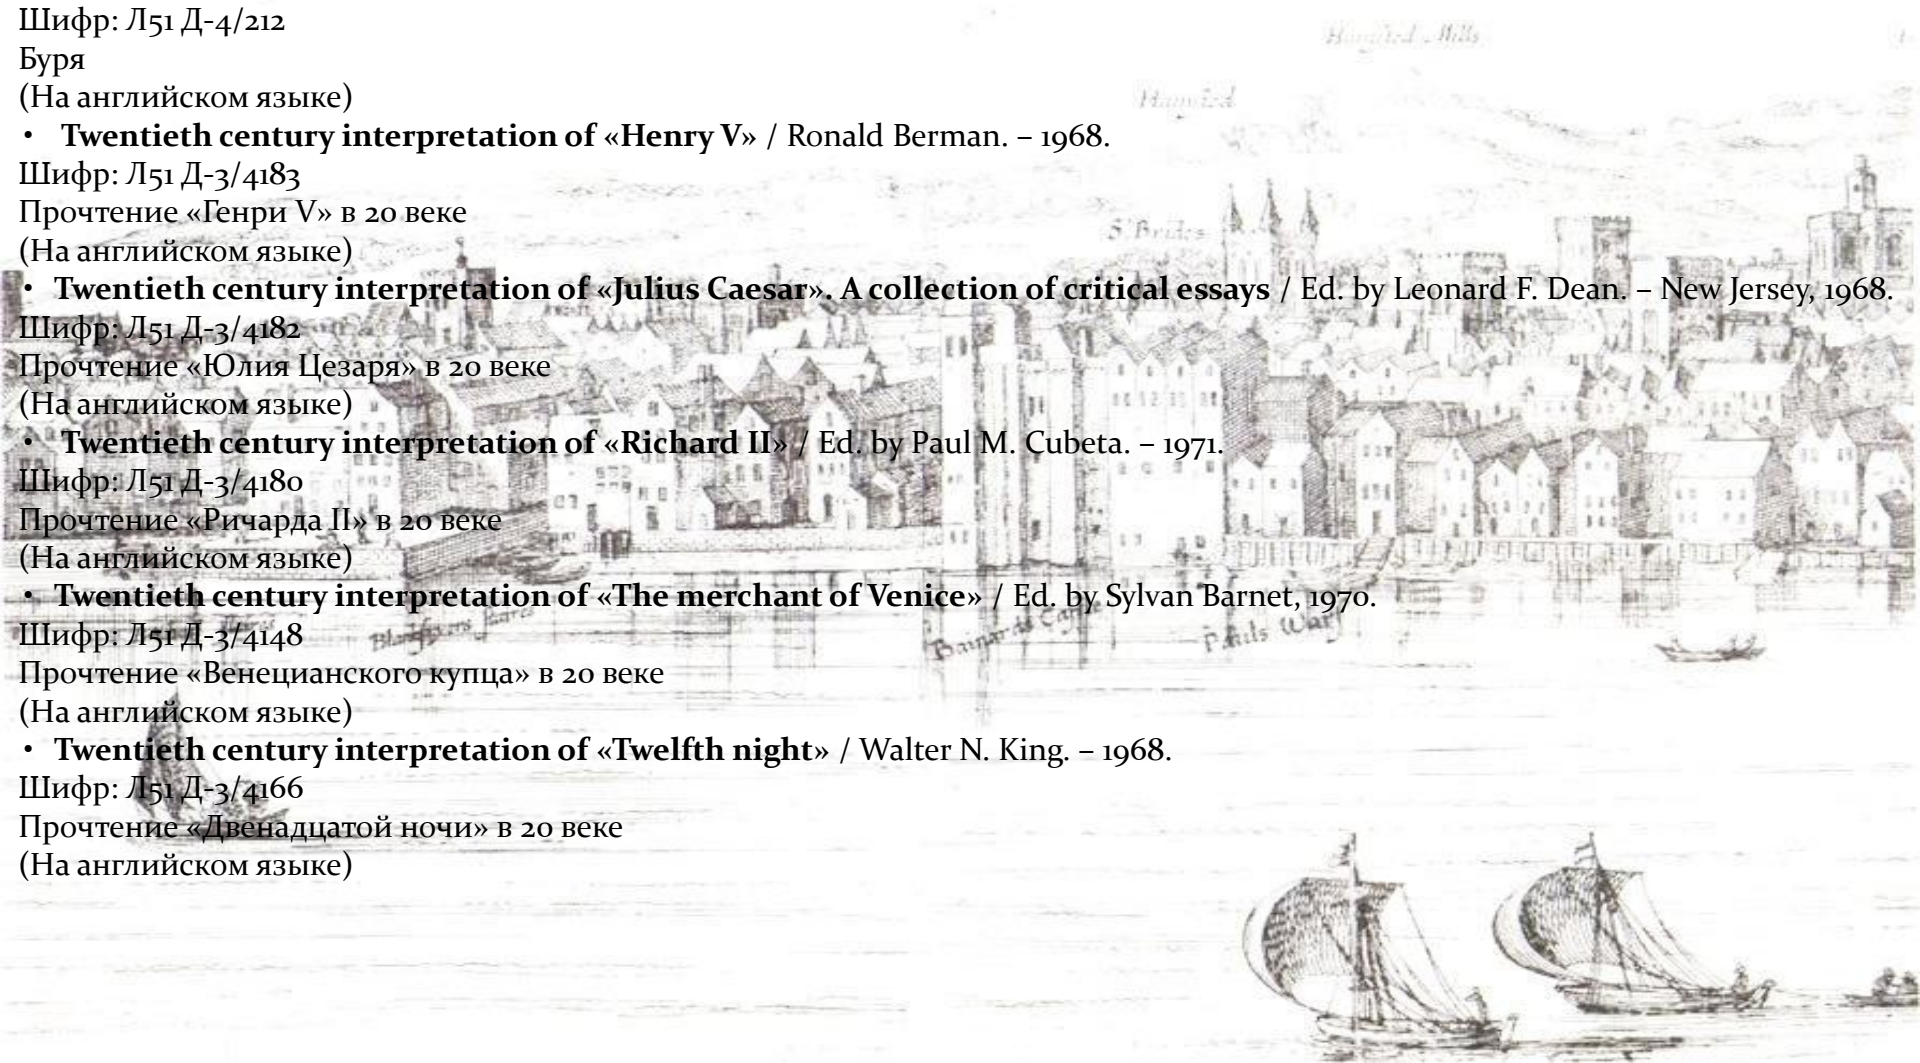 Шифр: Л51 Д-4/212
Буря
(На английском языке)
• Twentieth century interpretation of «Henry V» / Ronald Berman. – 1968.
Шифр: Л51 Д-3/4183
Прочтение «Генри V» в 20 веке
(На английском языке)
• Twentieth century interpretation of «Julius Caesar». A collection of critical essays / Ed. by Leonard F. Dean. – New Jersey, 1968.
Шифр: Л51 Д-3/4182
Прочтение «Юлия Цезаря» в 20 веке
(На английском языке)
• Twentieth century interpretation of «Richard II» / Ed. by Paul M. Cubeta. – 1971.
Шифр: Л51 Д-3/4180
Прочтение «Ричарда II» в 20 веке
(На английском языке)
• Twentieth century interpretation of «The merchant of Venice» / Ed. by Sylvan Barnet, 1970.
Шифр: Л51 Д-3/4148
Прочтение «Венецианского купца» в 20 веке
(На английском языке)
• Twentieth century interpretation of «Twelfth night» / Walter N. King. – 1968.
Шифр: Л51 Д-3/4166
Прочтение «Двенадцатой ночи» в 20 веке
(На английском языке)
S. Brides
Pauls War